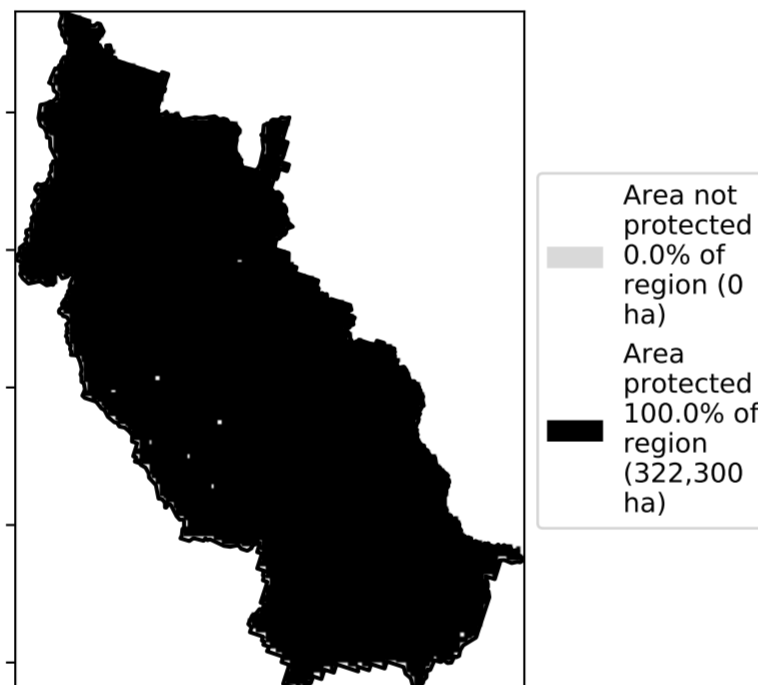 Area not
protected
0.0% of
region (0
ha)
Area
protected
100.0% of
region
(322,300
ha)